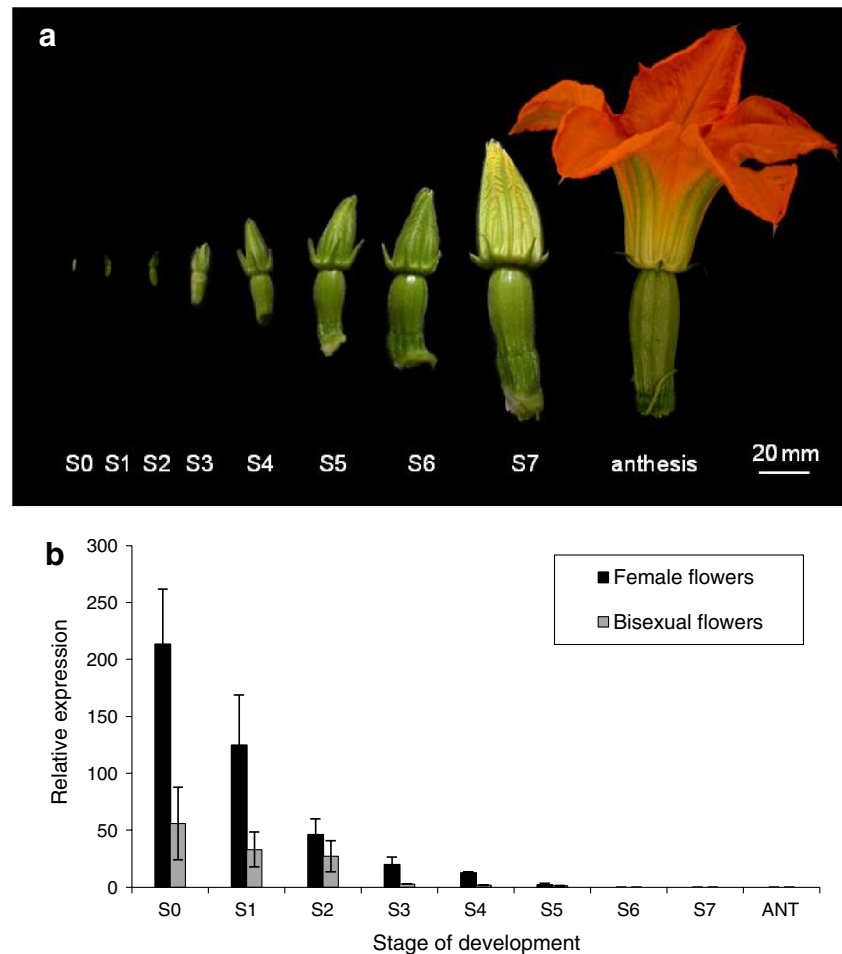 a
S0 S1 S2 S3 S4 S5 S6 S7 anthesis 20 mm
b
Female flowers
Bisexual flowers
Relative expression
300
250
200
150
100
50
0
S0 S1 S2 S3 S4 S5 S6 S7 ANT
Stage of development